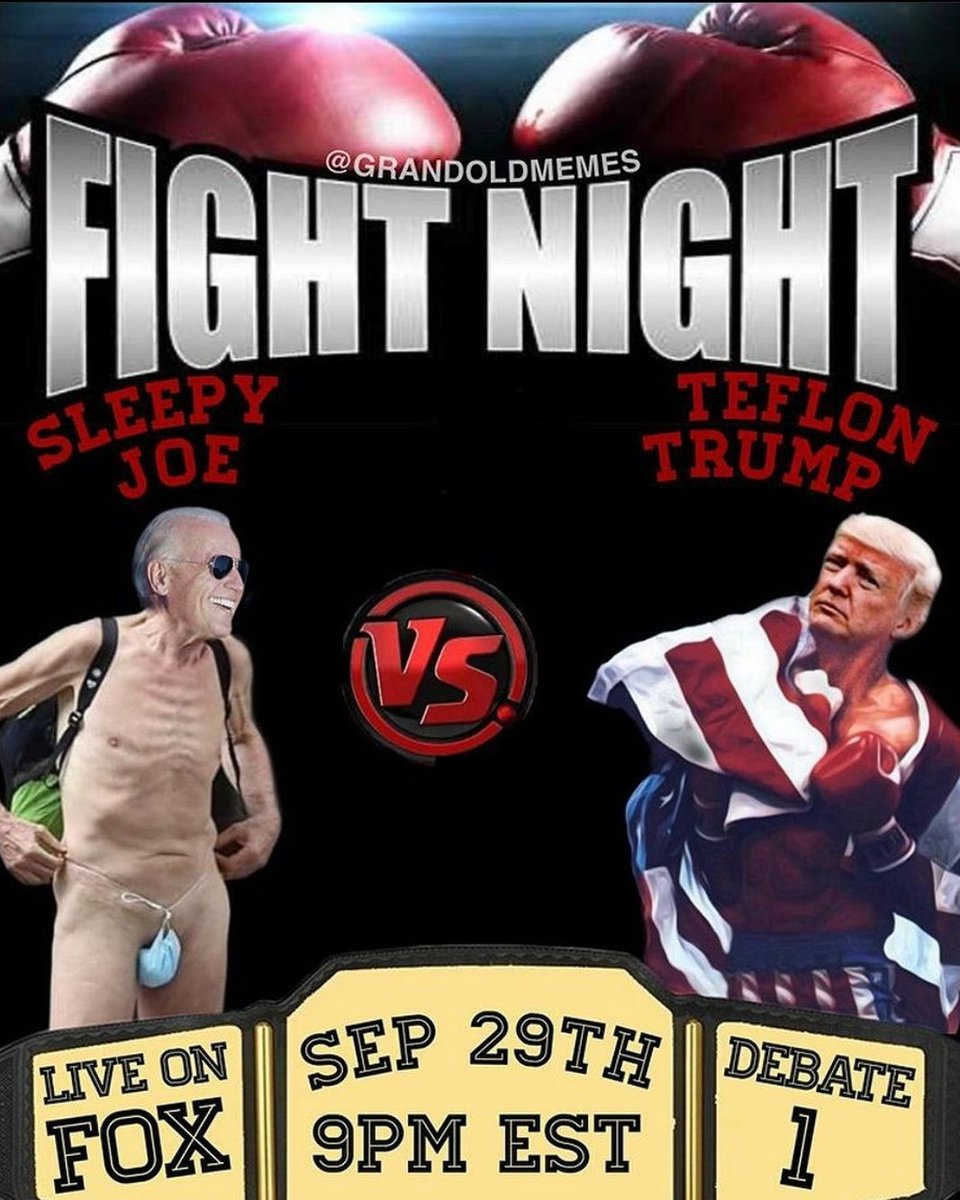 @GRANDOLDMEMES
FIGHT NIGHT
SLEEPY
JOE
TEFLON
TRUMP
VS.
LIVE ON
FOX
SEP 29TH
9PM EST
DEBATE
1